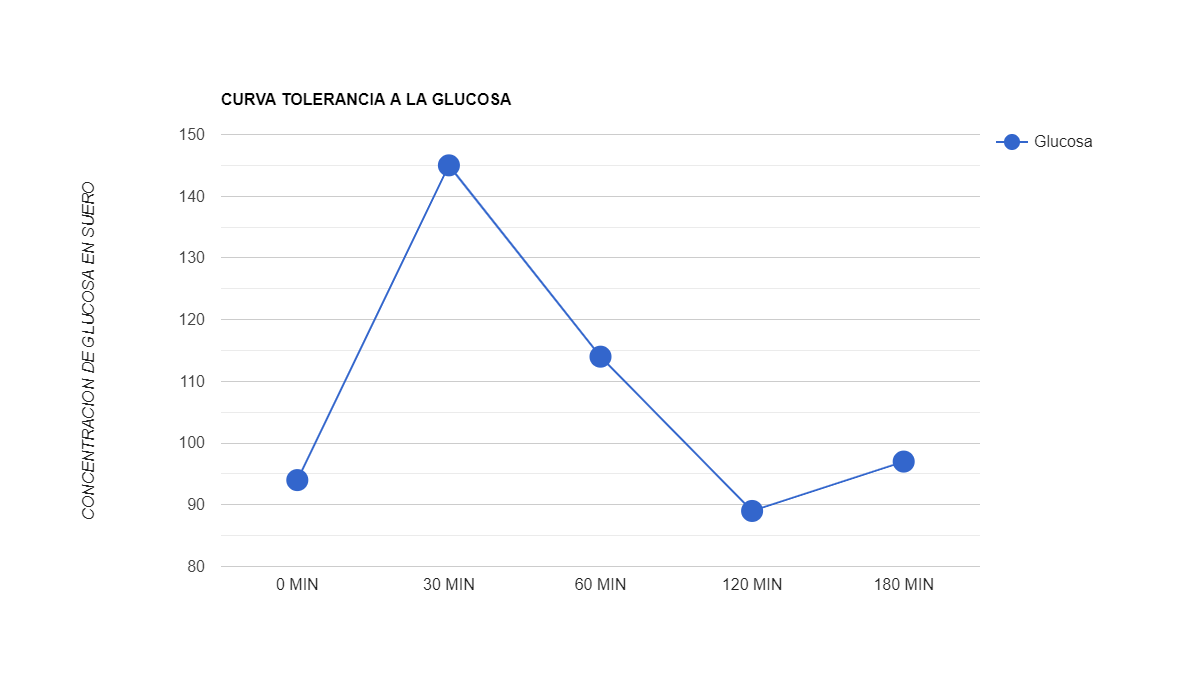 CURVA TOLERANCIA A LA GLUCOSA
Glucosa
CONCENTRACION DE GLUCOSA EN SUERO
150
140
130
120
110
100
90
80
0 MIN
30 MIN
60 MIN
120 MIN
180 MIN